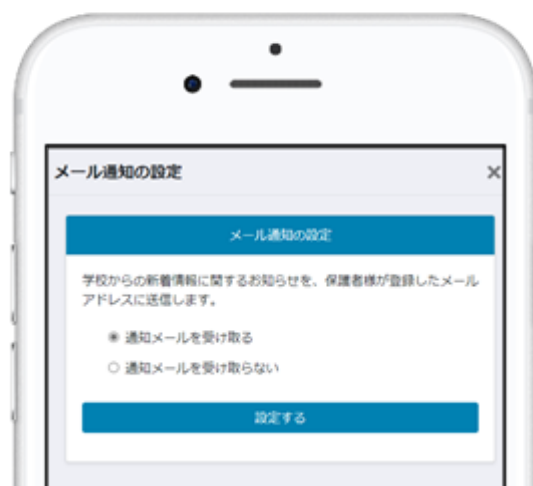 メール通知の設定 ×
メール通知の設定
学校からの新着情報に関するお知らせを、保護者様が登録したメール
アドレスに送信します。
通知メールを受け取る
通知メールを受け取らない
設定する